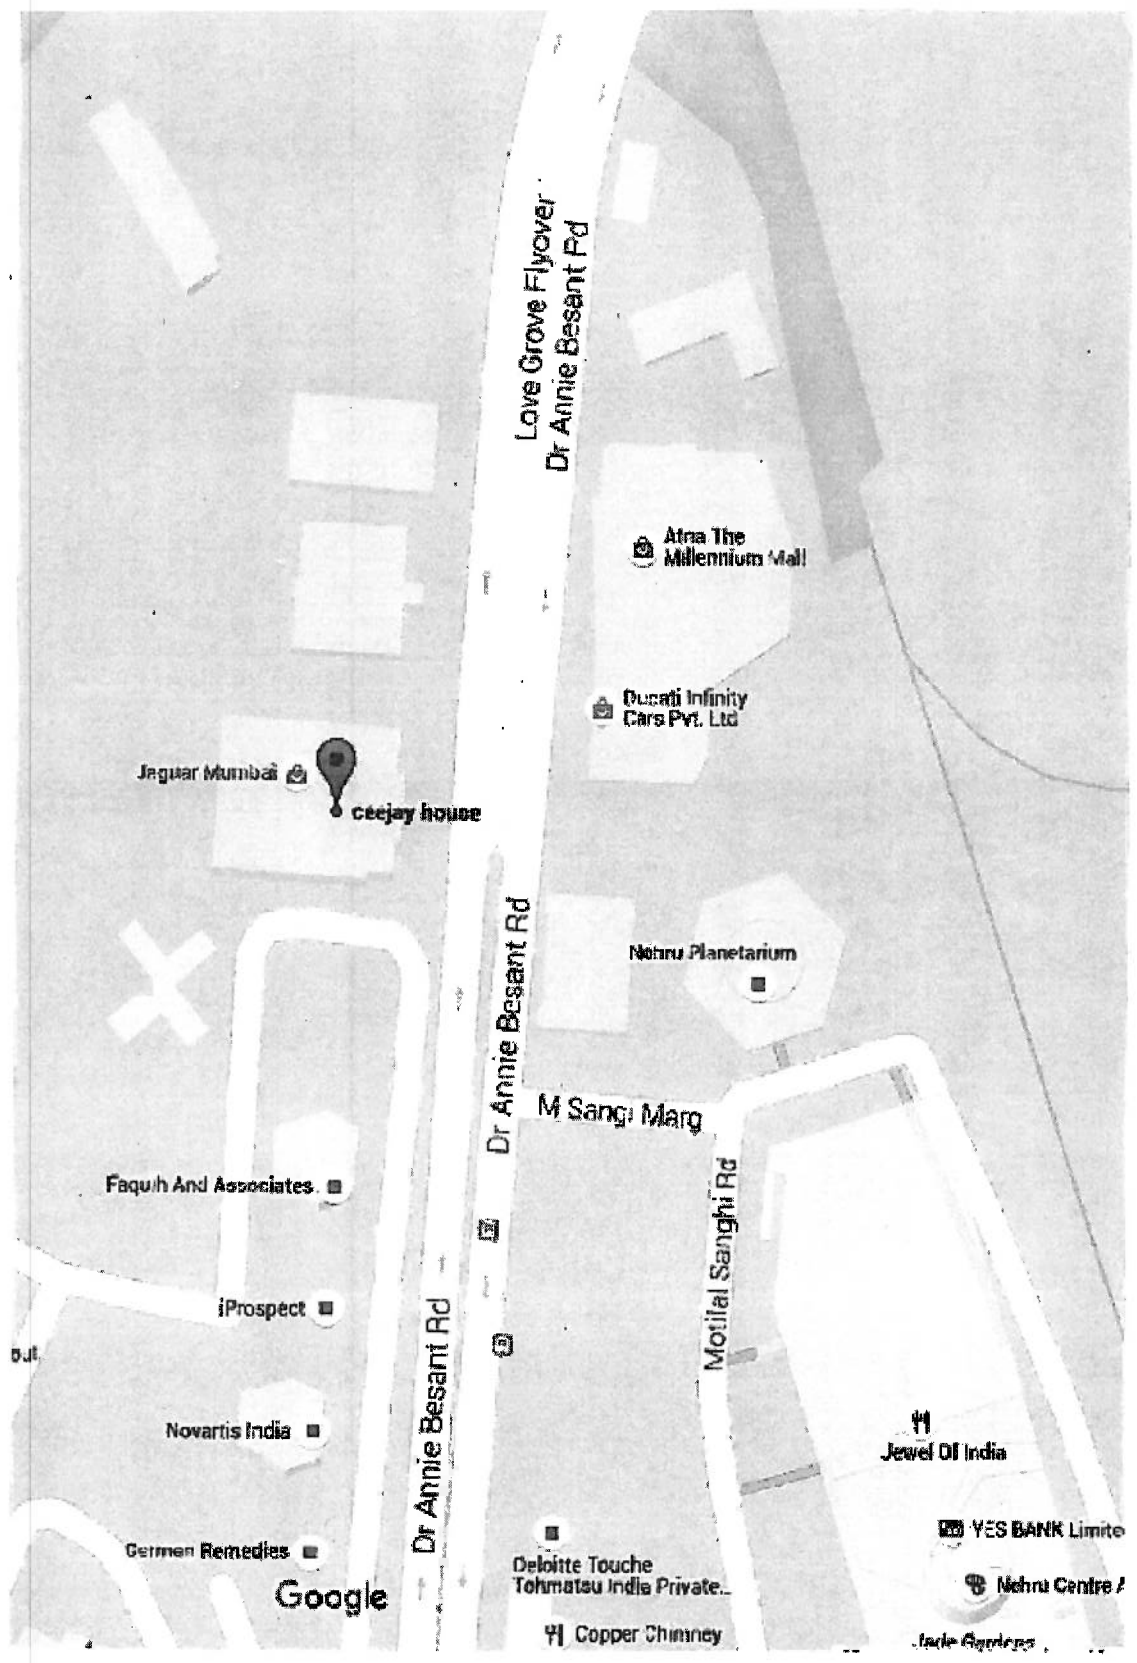 Love Grove Flyover
Dr Annie Besant Rd
Atria The
Millennium Mall
Ducati Infinity
Cars Pvt. Ltd
Jaguar Mumbai
ceejay house
Dr Annie Besant Rd
Nehru Planetarium
M Sangi Marg
Motilal Sanghi Rd
Faquih And Associates
iProspect
out
Dr Annie Besant Rd
Novartis India
Jewel Of India
YES BANK Limite
German Remedies
Google
Deloitte Touche
Tohmatsu India Private...
Nehru Centre A
Copper Chimney
Jade Gardens